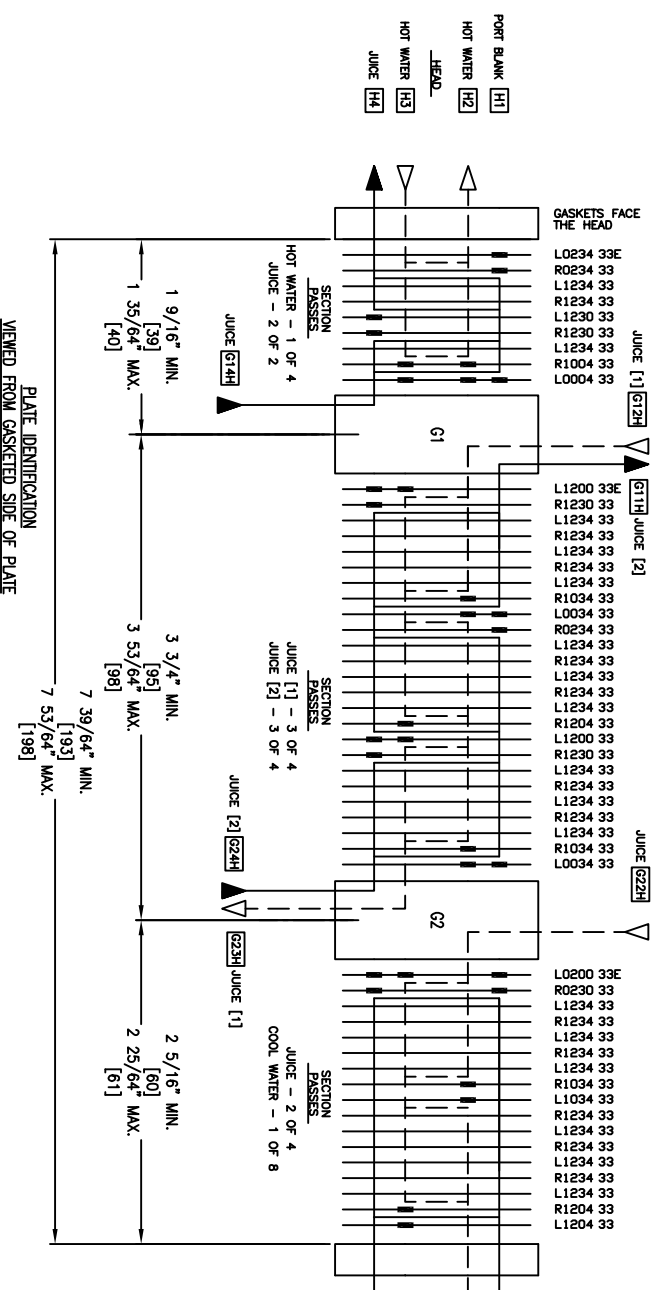 PORT BLANK H1
HOT WATER H2
HEAD
HOT WATER H3
JUICE H4
GASKETS FACE
THE HEAD
L0234 33E
R0234 33
L1234 33
R1234 33
L1230 33
R1230 33
L1234 33
R1004 33
L0004 33
JUICE [1] G12H
G11H JUICE [2]
L1200 33E
R1230 33
L1234 33
R1234 33
L1234 33
R1234 33
L1234 33
R1034 33
L0034 33
R0234 33
L1234 33
R1234 33
L1234 33
R1234 33
L1234 33
R1204 33
L1200 33
R1230 33
L1234 33
R1234 33
L1234 33
R1234 33
L1234 33
R1034 33
L0034 33
JUICE G22H
L0200 33E
R0230 33
L1234 33
R1234 33
L1234 33
R1234 33
L1234 33
R1034 33
L1034 33
R1234 33
L1234 33
R1234 33
L1234 33
R1234 33
L1234 33
R1204 33
L1204 33
G1
G2
SECTION
PASSES
HOT WATER - 1 OF 4
JUICE - 2 OF 2
JUICE G14H
SECTION
PASSES
JUICE [1] - 3 OF 4
JUICE [2] - 3 OF 4
JUICE [2] G24H
G23H JUICE [1]
SECTION
PASSES
JUICE - 2 OF 4
COOL WATER - 1 OF 8
1 9/16" MIN.
[39]
1 35/64" MAX.
[40]
3 3/4" MIN.
[95]
3 53/64" MAX.
[98]
2 5/16" MIN.
[60]
2 25/64" MAX.
[61]
7 39/64" MIN.
[193]
7 53/64" MAX.
[198]
PLATE IDENTIFICATION
VIEWED FROM GASKETED SIDE OF PLATE